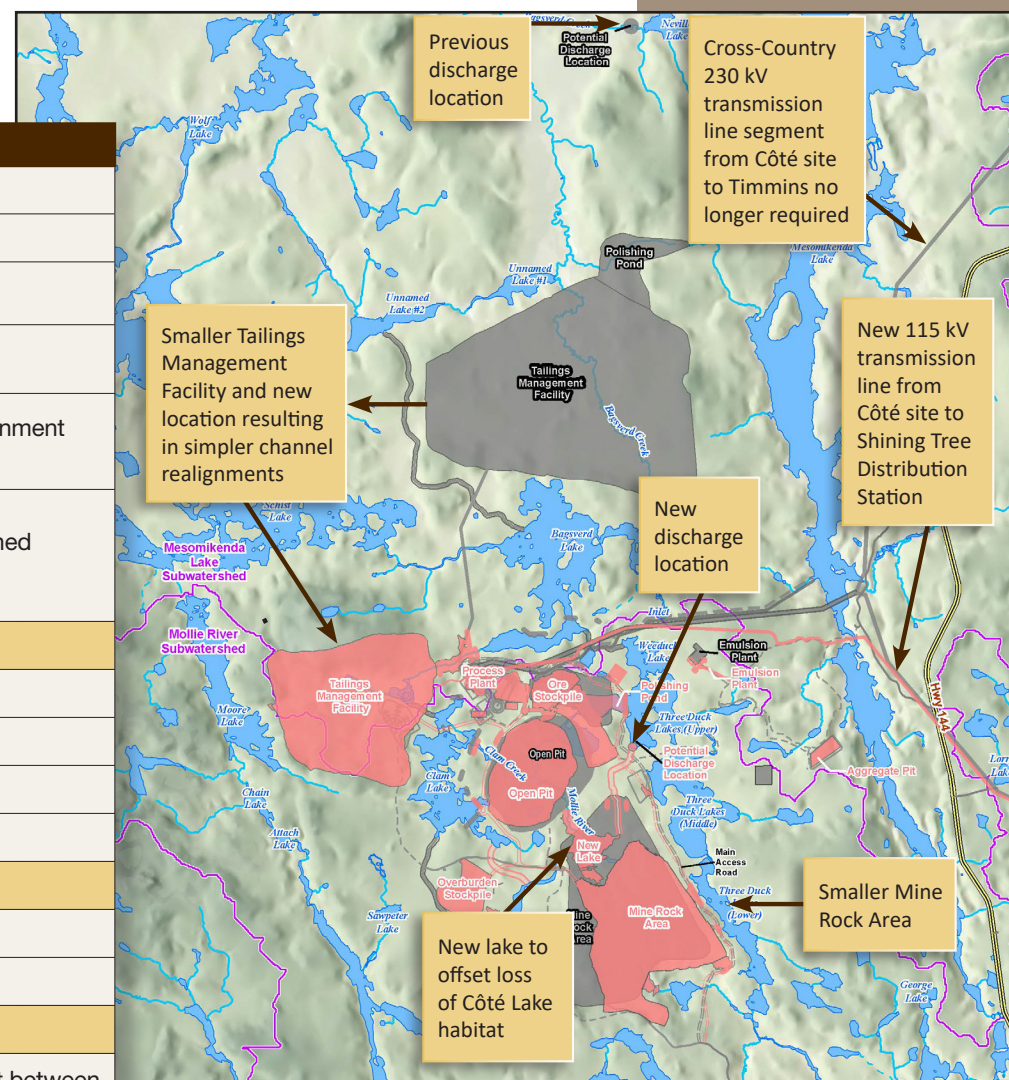 nment
ned
t between
Previous
discharge
location
Potential
Discharge
Location
Cross-Country
230 kV
transmission
line segment
from Côté site
to Timmins no
longer required
Wolf
Lake
Mesomikenda
Lake
Polishing
Pond
Unnamed
Lake #1
Unnamed
Lake #2
Smaller Tailings
Management
Facility and new
location resulting
in simpler channel
realignments
Tailings
Management
Facility
Bagsverd Creek
New 115 kV
transmission
line from
Côté site to
Shining Tree
Distribution
Station
New
discharge
location
Schist
Lake
Bagsverd
Lake
Mesomikenda
Lake
Subwatershed
Mollie River
Subwatershed
Inlet
Weeduck
Lake
Emulsion
Plant
Emulsion
Plant
Process
Plant
Ore
Stockpile
Polishing
Pond
Tailings
Management
Facility
Hwy 144
Moore
Lake
Three Duck
Lakes (Upper)
Open Pit
Clam Creek
Potential
Discharge
Location
Aggregate Pit
Clam
Lake
Open Pit
Mollie River
Chain
Lake
Three
Duck Lakes
(Middle)
Attach
Lake
New
Lake
Main
Access
Road
Overburden
Stockpile
Three Duck
(Lower)
Smaller Mine
Rock Area
Mine Rock
Area
Sawpeter
Lake
New lake to
offset loss
of Côté Lake
habitat
George
Lake